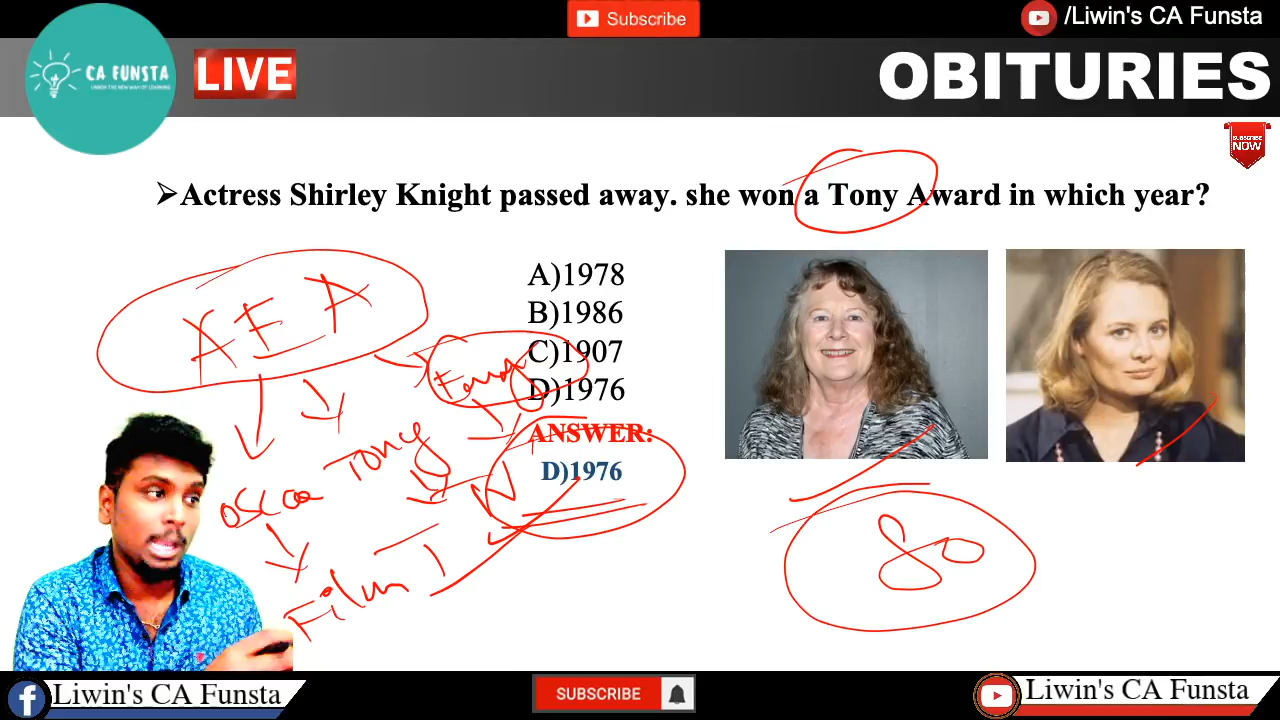 Subscribe
/Liwin's CA Funsta
CA FUNSTA
LIVE
OBITURIES
SUBSCRIBE
NOW
➢Actress Shirley Knight passed away. she won a Tony Award in which year?
A)1978
B)1986
C)1907
D)1976
ANSWER:
D)1976
AEA
Emmy
Tony
Oscar
Film
T
80
Liwin's CA Funsta
SUBSCRIBE
Liwin's CA Funsta